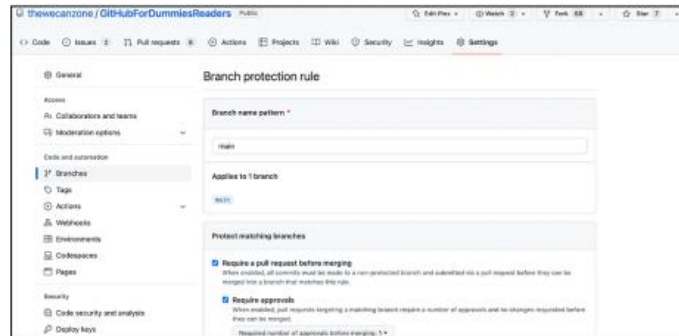 thewecanzone / GitHubForDummiesReaders Public
Edit Pins Watch 2 Fork 68 Star 7
Code Issues 2 Pull requests 8 Actions Projects Wiki Security Insights Settings
General
Access
Collaborators and teams
Moderation options
Code and automation
Branches
Tags
Actions
Webhooks
Environments
Codespaces
Pages
Security
Code security and analysis
Deploy keys
Branch protection rule
Branch name pattern *
main
Applies to 1 branch
main
Protect matching branches
Require a pull request before merging
When enabled, all commits must be made to a non-protected branch and submitted via a pull request before they can be
merged into a branch that matches this rule.
Require approvals
When enabled, pull requests targeting a matching branch require a number of approvals and no changes requested before
they can be merged.
Required number of approvals before merging: 1